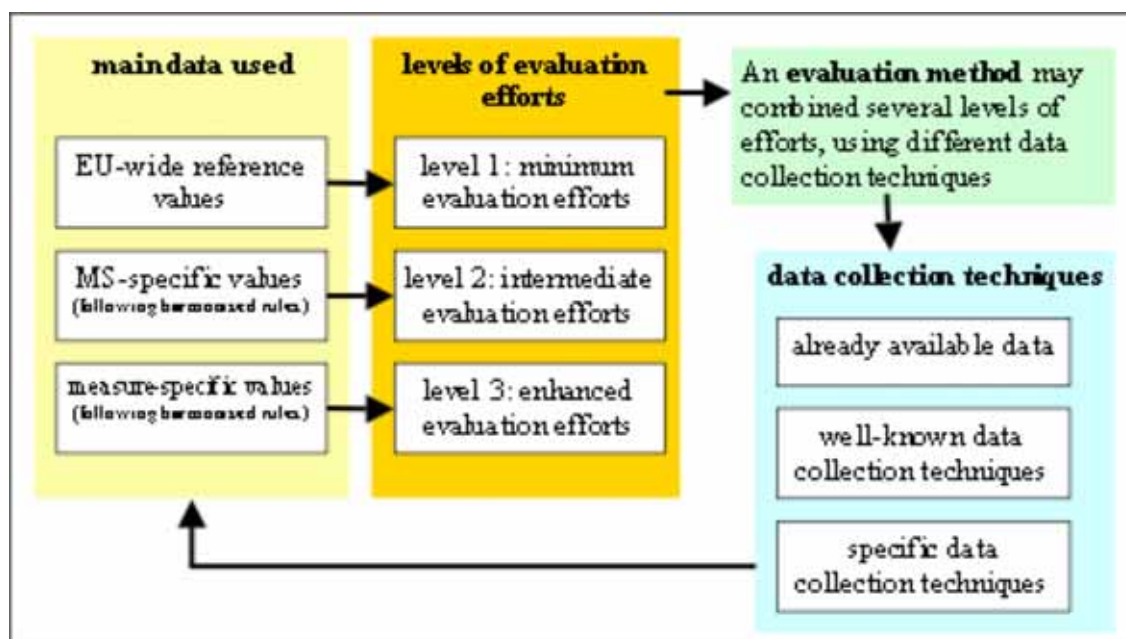 main data used
EU-wide reference
values
MS-specific values
(following harmonised rules)
measure-specific values
(following harmonised rules)
levels of evaluation
efforts
level 1: minimum
evaluation efforts
level 2: intermediate
evaluation efforts
level 3: enhanced
evaluation efforts
An evaluation method may
combined several levels of
efforts, using different data
collection techniques
data collection techniques
already available data
well-known data
collection techniques
specific data
collection techniques